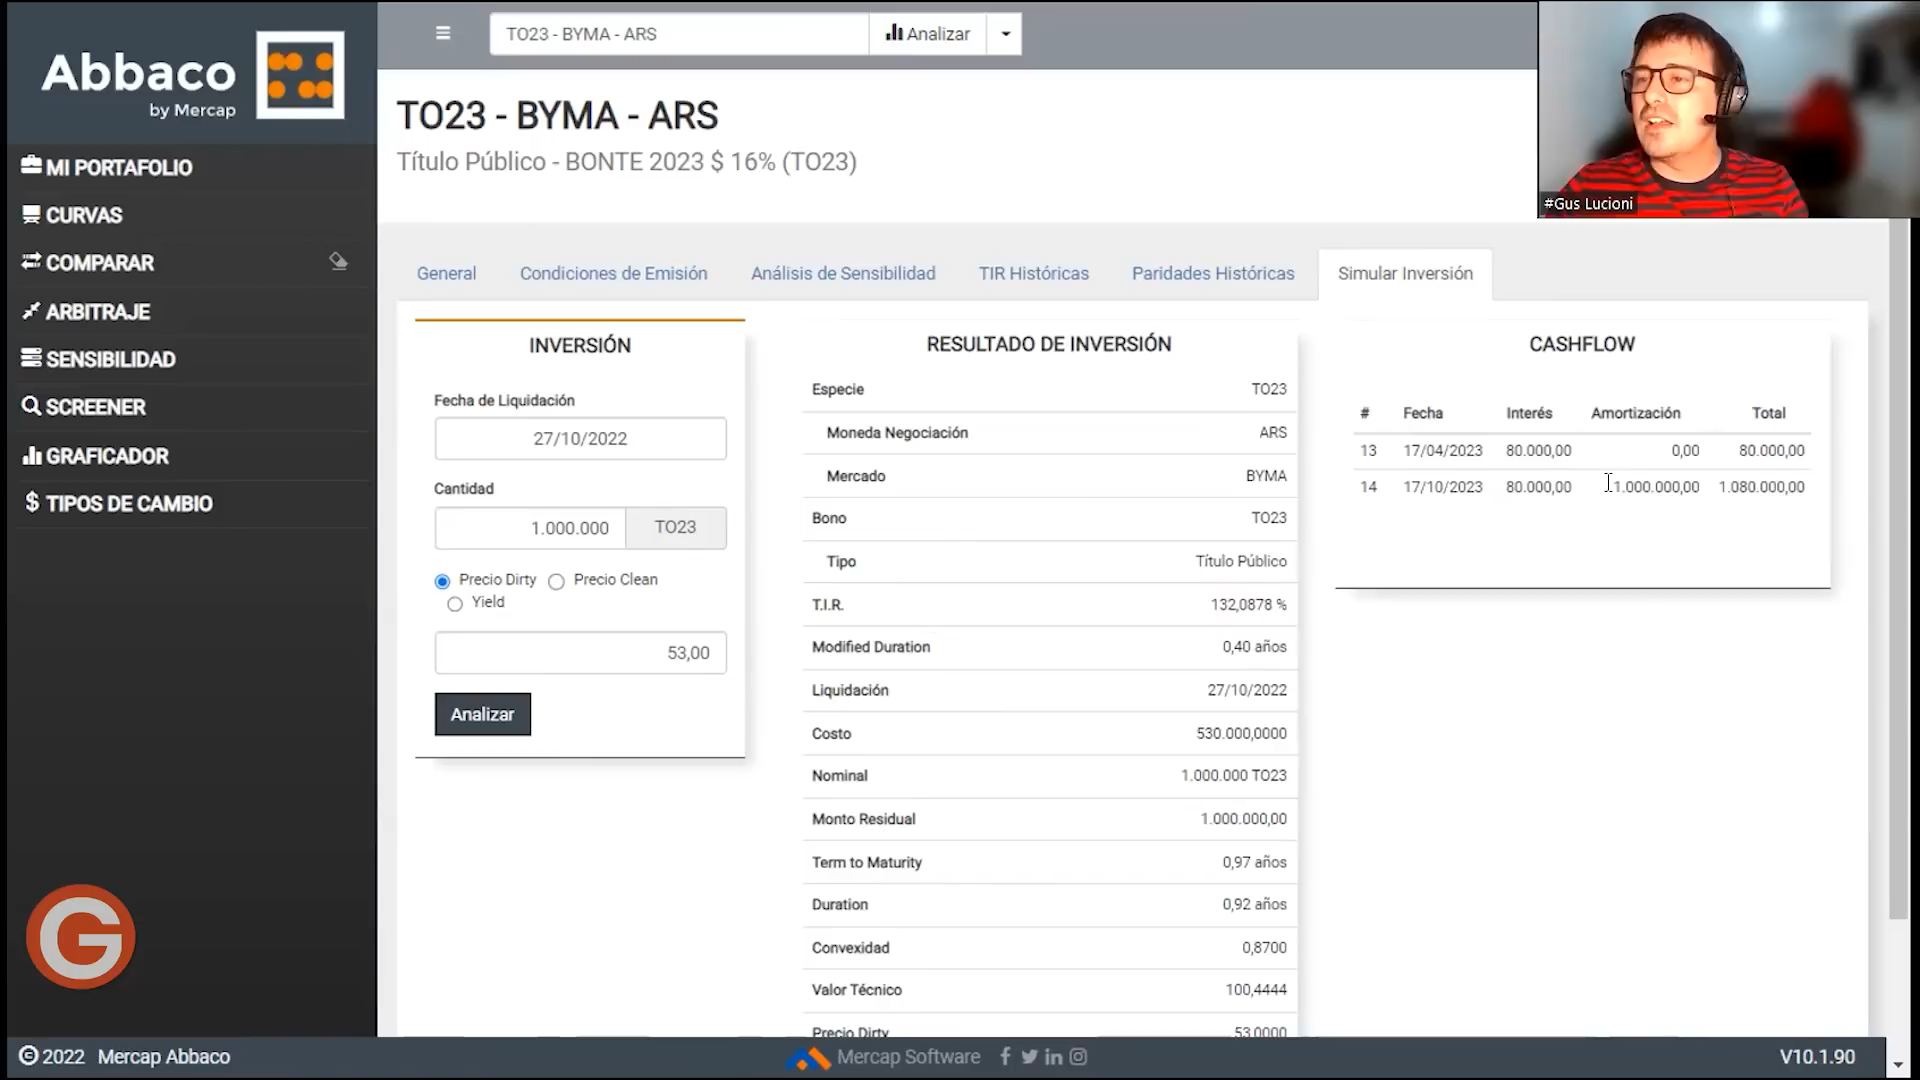 Abbaco
by Mercap
MI PORTAFOLIO
CURVAS
COMPARAR
ARBITRAJE
SENSIBILIDAD
SCREENER
GRAFICADOR
$ TIPOS DE CAMBIO
G
© 2022 Mercap Abbaco
TO23 - BYMA - ARS
Analizar
TO23 - BYMA - ARS
Título Público - BONTE 2023 $ 16% (TO23)
#Gus Lucioni
General Condiciones de Emisión Análisis de Sensibilidad TIR Históricas Paridades Históricas Simular Inversión
INVERSIÓN
Fecha de Liquidación
27/10/2022
Cantidad
1.000.000 TO23
Precio Dirty Precio Clean
Yield
53,00
Analizar
RESULTADO DE INVERSIÓN
Especie TO23
Moneda Negociación ARS
Mercado BYMA
Bono TO23
Tipo Título Público
T.I.R. 132,0878 %
Modified Duration 0,40 años
Liquidación 27/10/2022
Costo 530.000,0000
Nominal 1.000.000 TO23
Monto Residual 1.000.000,00
Term to Maturity 0,97 años
Duration 0,92 años
Convexidad 0,8700
Valor Técnico 100,4444
Precio Dirty 53,0000
CASHFLOW
# Fecha Interés Amortización Total
13 17/04/2023 80.000,00 0,00 80.000,00
14 17/10/2023 80.000,00 1.000.000,00 1.080.000,00
Mercap Software
V10.1.90